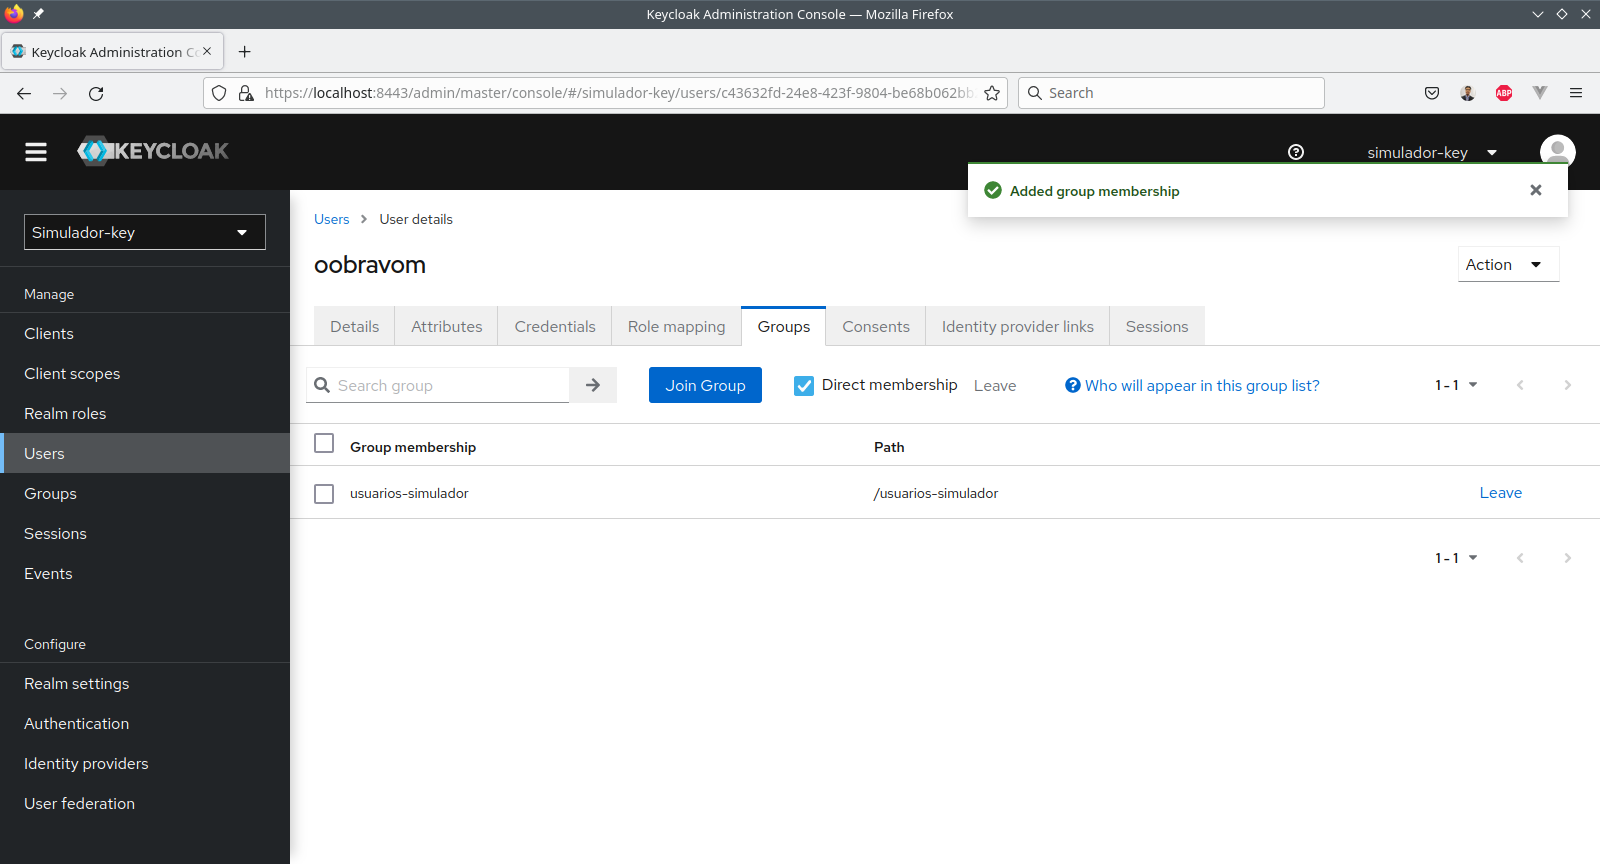 Keycloak Administration Console — Mozilla Firefox
Keycloak Administration Co
https://localhost:8443/admin/master/console/#/simulador-key/users/c43632fd-24e8-423f-9804-be68b062bb
Search
ABP
KEYCLOAK
simulador-key
Added group membership
Simulador-key
Manage
Clients
Client scopes
Realm roles
Users
Groups
Sessions
Events
Configure
Realm settings
Authentication
Identity providers
User federation
Users > User details
oobravom
Action
Details Attributes Credentials Role mapping Groups Consents Identity provider links Sessions
Search group Join Group Direct membership Leave Who will appear in this group list? 1 - 1
Group membership Path
usuarios-simulador /usuarios-simulador Leave
1 - 1